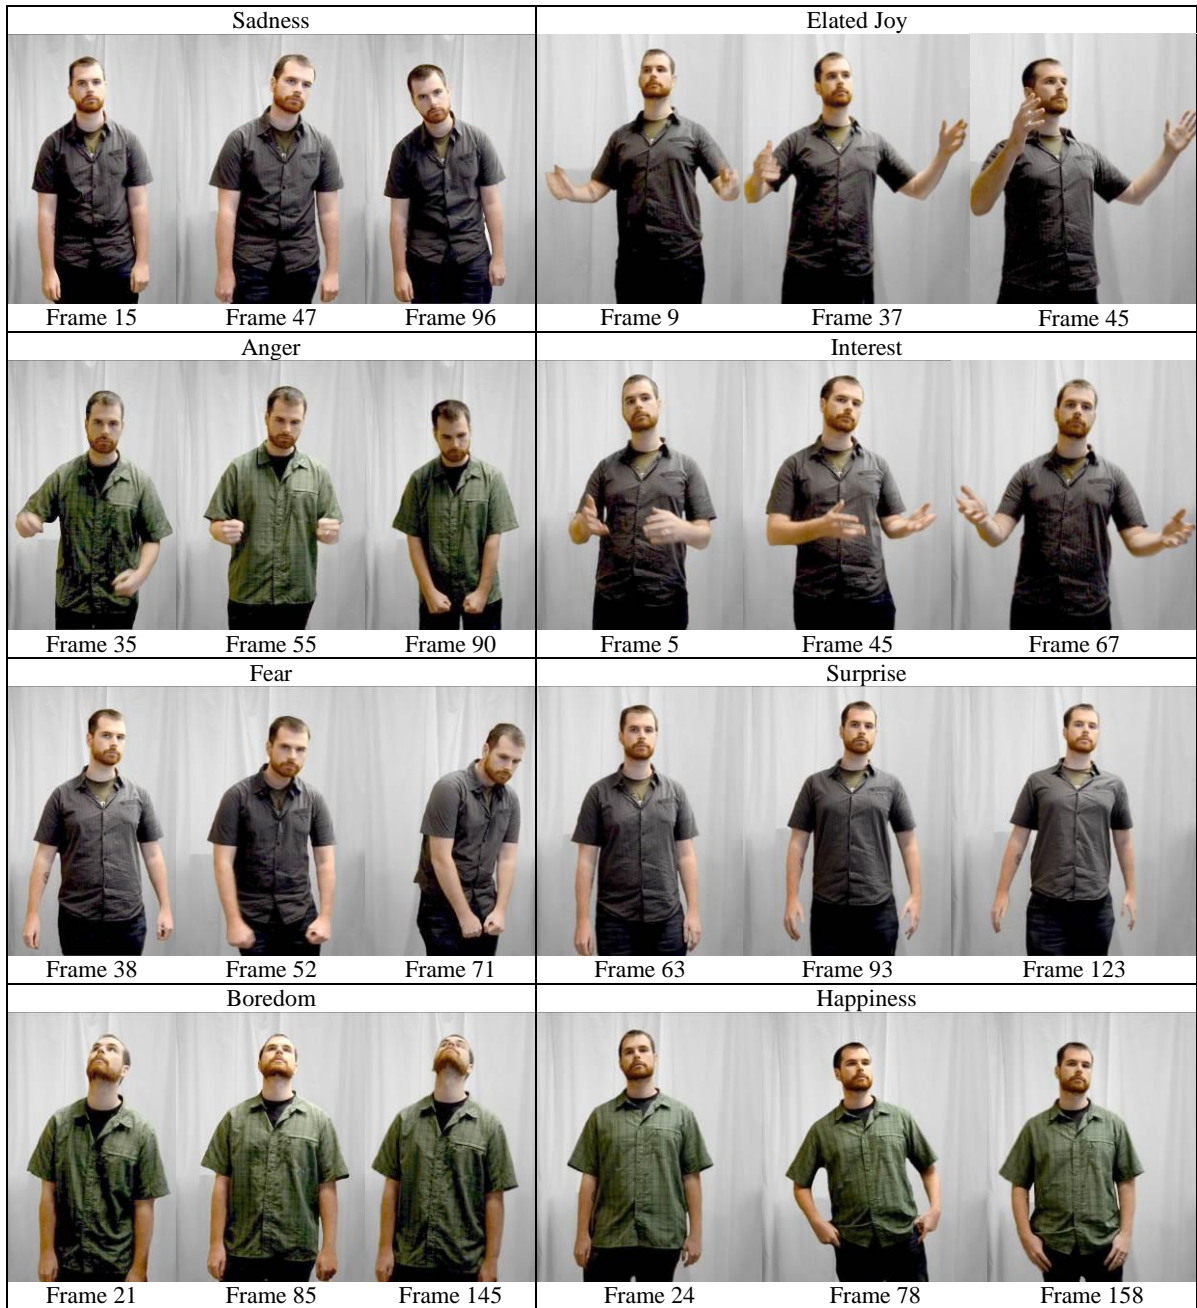 Sadness
Elated Joy
Frame 15
Frame 47
Frame 96
Frame 9
Frame 37
Frame 45
Anger
Interest
Frame 35
Frame 55
Frame 90
Frame 5
Frame 45
Frame 67
Fear
Surprise
Frame 38
Frame 52
Frame 71
Frame 63
Frame 93
Frame 123
Boredom
Happiness
Frame 21
Frame 85
Frame 145
Frame 24
Frame 78
Frame 158